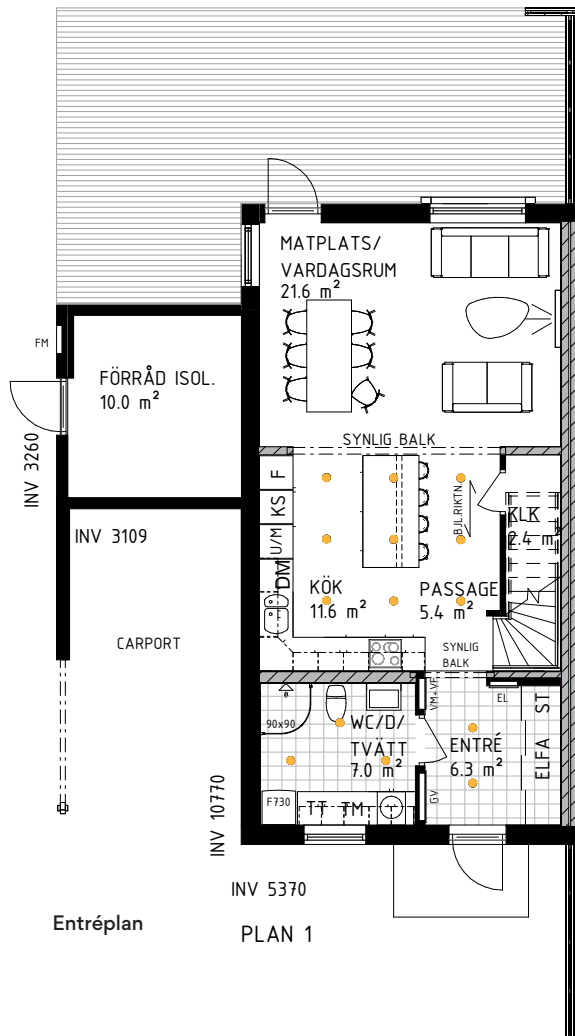 MATPLATS/
VARDAGSRUM
21.6 m²
FM
FÖRRÅD ISOL.
10.0 m²
INV 3260
SYNLIG BALK
F
KS
U/M
DM
BJLRIKTN.
KLK
2.4 m²
INV 3109
KÖK
11.6 m²
PASSAGE
5.4 m²
CARPORT
SYNLIG
BALK
VM+VF
EL
90x90
WC/D/
TVÄTT
7.0 m²
ENTRÉ
6.3 m²
ELFA ST
F730
TT TM
GV
INV 10770
INV 5370
Entréplan
PLAN 1